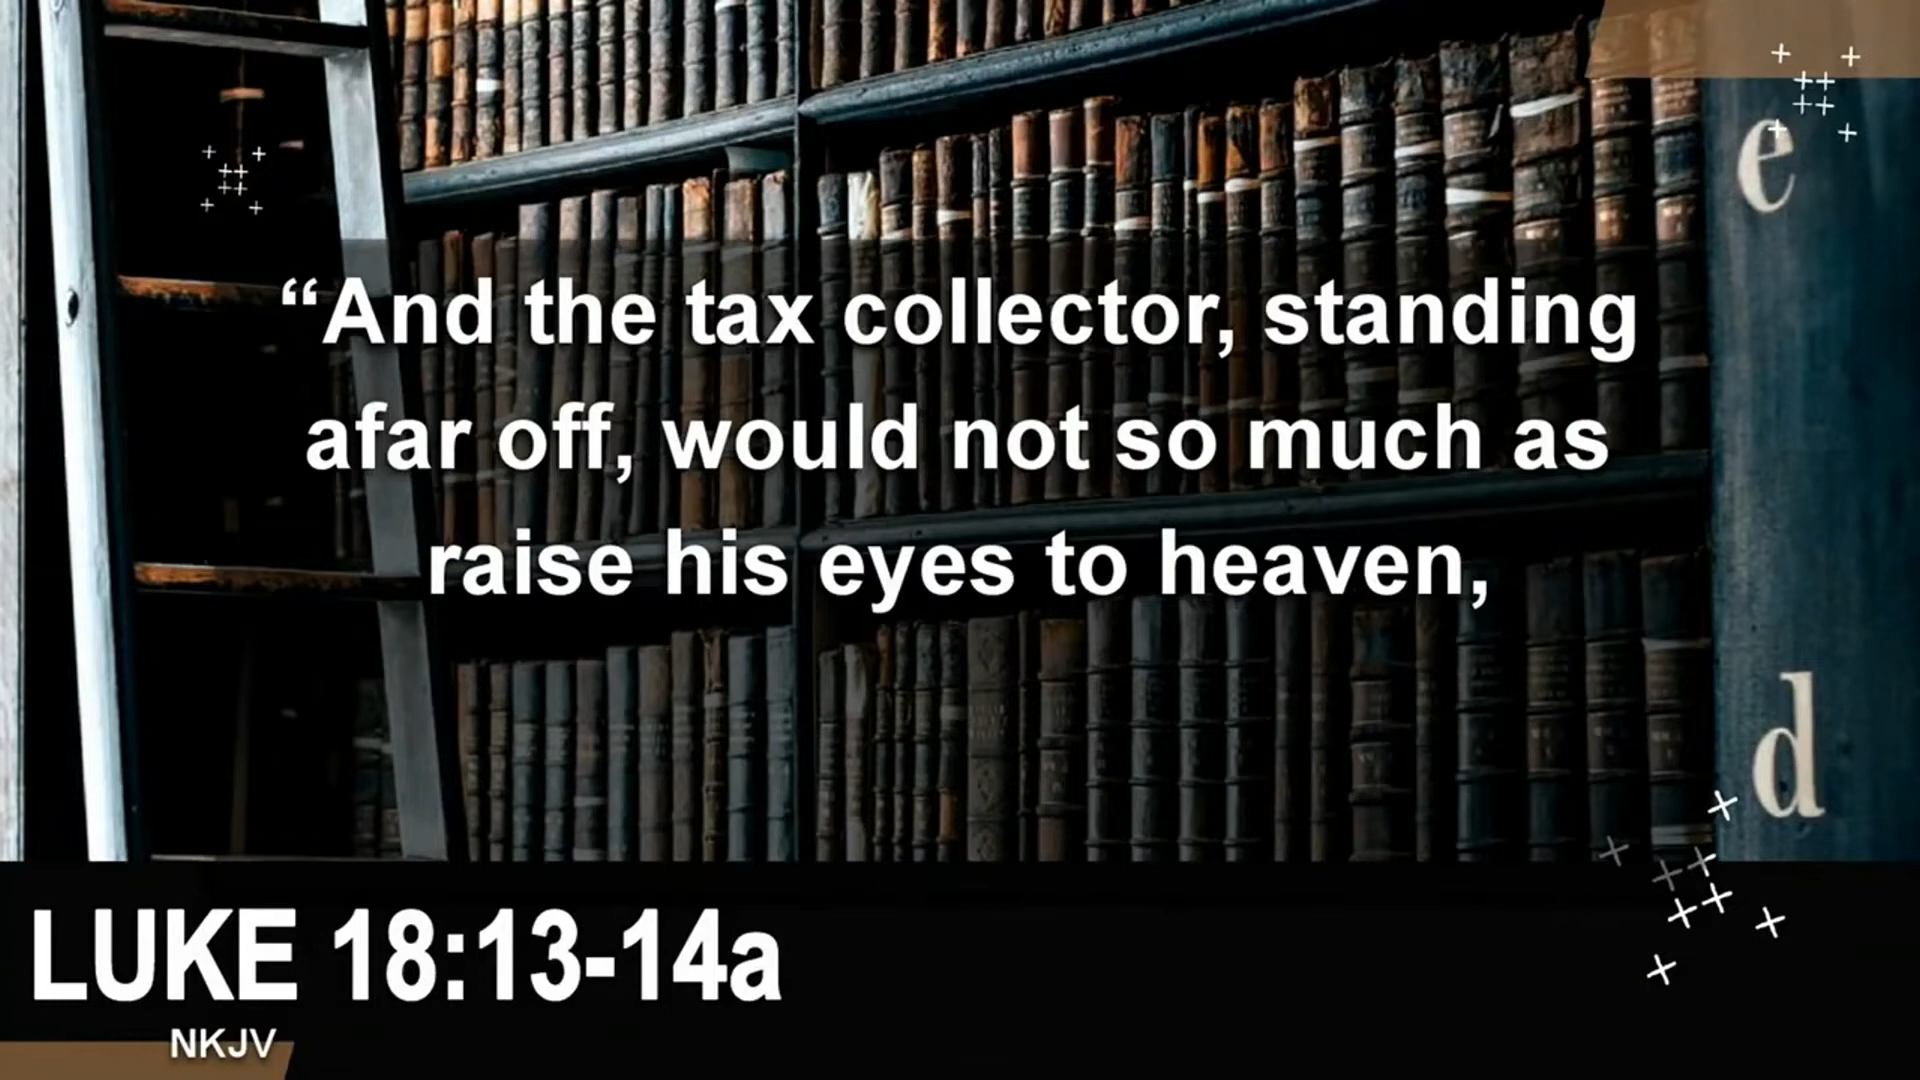 “And the tax collector, standing
afar off, would not so much as
raise his eyes to heaven,
e
d
LUKE 18:13-14a
NKJV